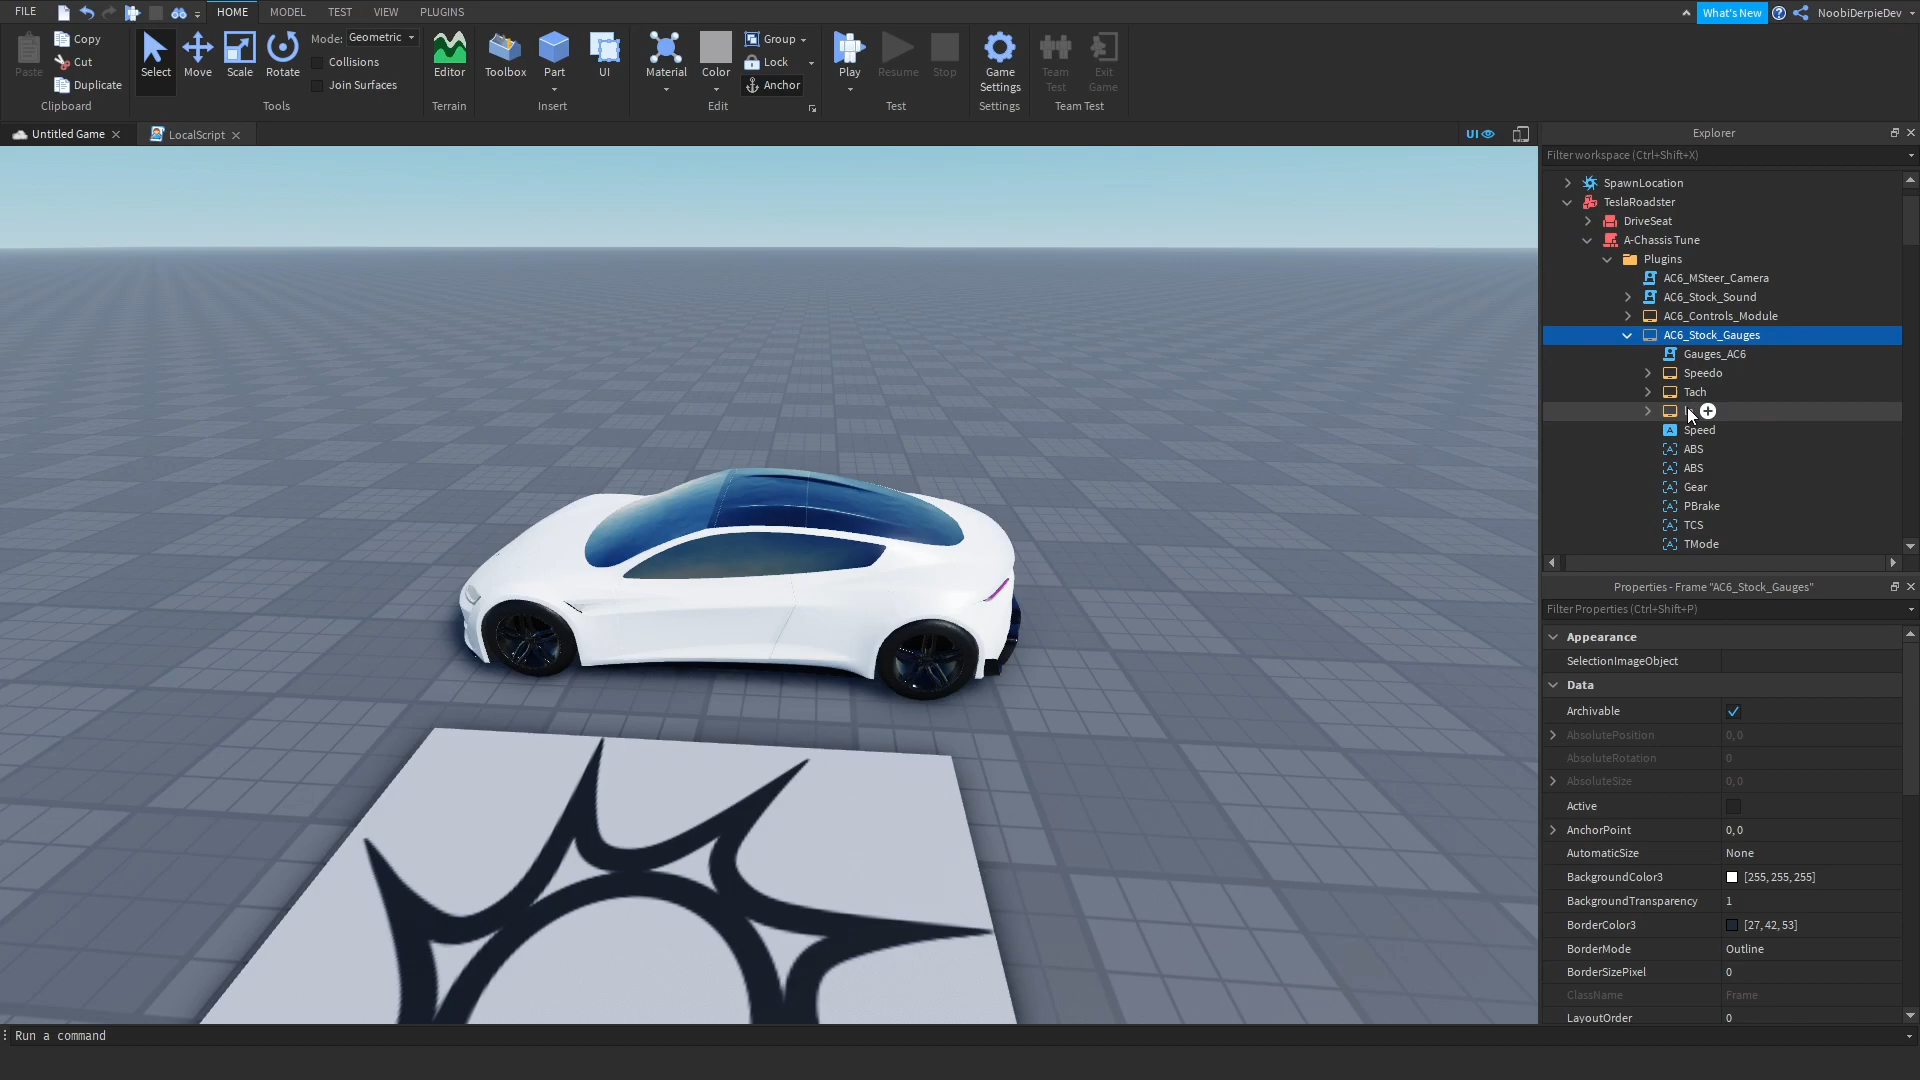 FILE
HOME
MODEL
TEST
VIEW
PLUGINS
What's New
NoobiDerpieDev
Paste
Copy
Cut
Duplicate
Clipboard
Select
Move
Scale
Rotate
Mode:
Geometric
Collisions
Join Surfaces
Tools
Editor
Terrain
Toolbox
Part
UI
Insert
Material
Color
Group
Lock
Anchor
Edit
Play
Resume
Stop
Test
Game
Settings
Settings
Team
Test
Exit
Game
Team Test
Untitled Game
LocalScript
UI
Explorer
Filter workspace (Ctrl+Shift+X)
SpawnLocation
TeslaRoadster
DriveSeat
A-Chassis Tune
Plugins
AC6_MSteer_Camera
AC6_Stock_Sound
AC6_Controls_Module
AC6_Stock_Gauges
Gauges_AC6
Speedo
Tach
Speed
ABS
ABS
Gear
PBrake
TCS
TMode
Properties - Frame "AC6_Stock_Gauges"
Filter Properties (Ctrl+Shift+P)
Appearance
SelectionImageObject
Data
Archivable
AbsolutePosition 0, 0
AbsoluteRotation 0
AbsoluteSize 0, 0
Active
AnchorPoint 0, 0
AutomaticSize None
BackgroundColor3 [255, 255, 255]
BackgroundTransparency 1
BorderColor3 [27, 42, 53]
BorderMode Outline
BorderSizePixel 0
ClassName Frame
LayoutOrder 0
Run a command